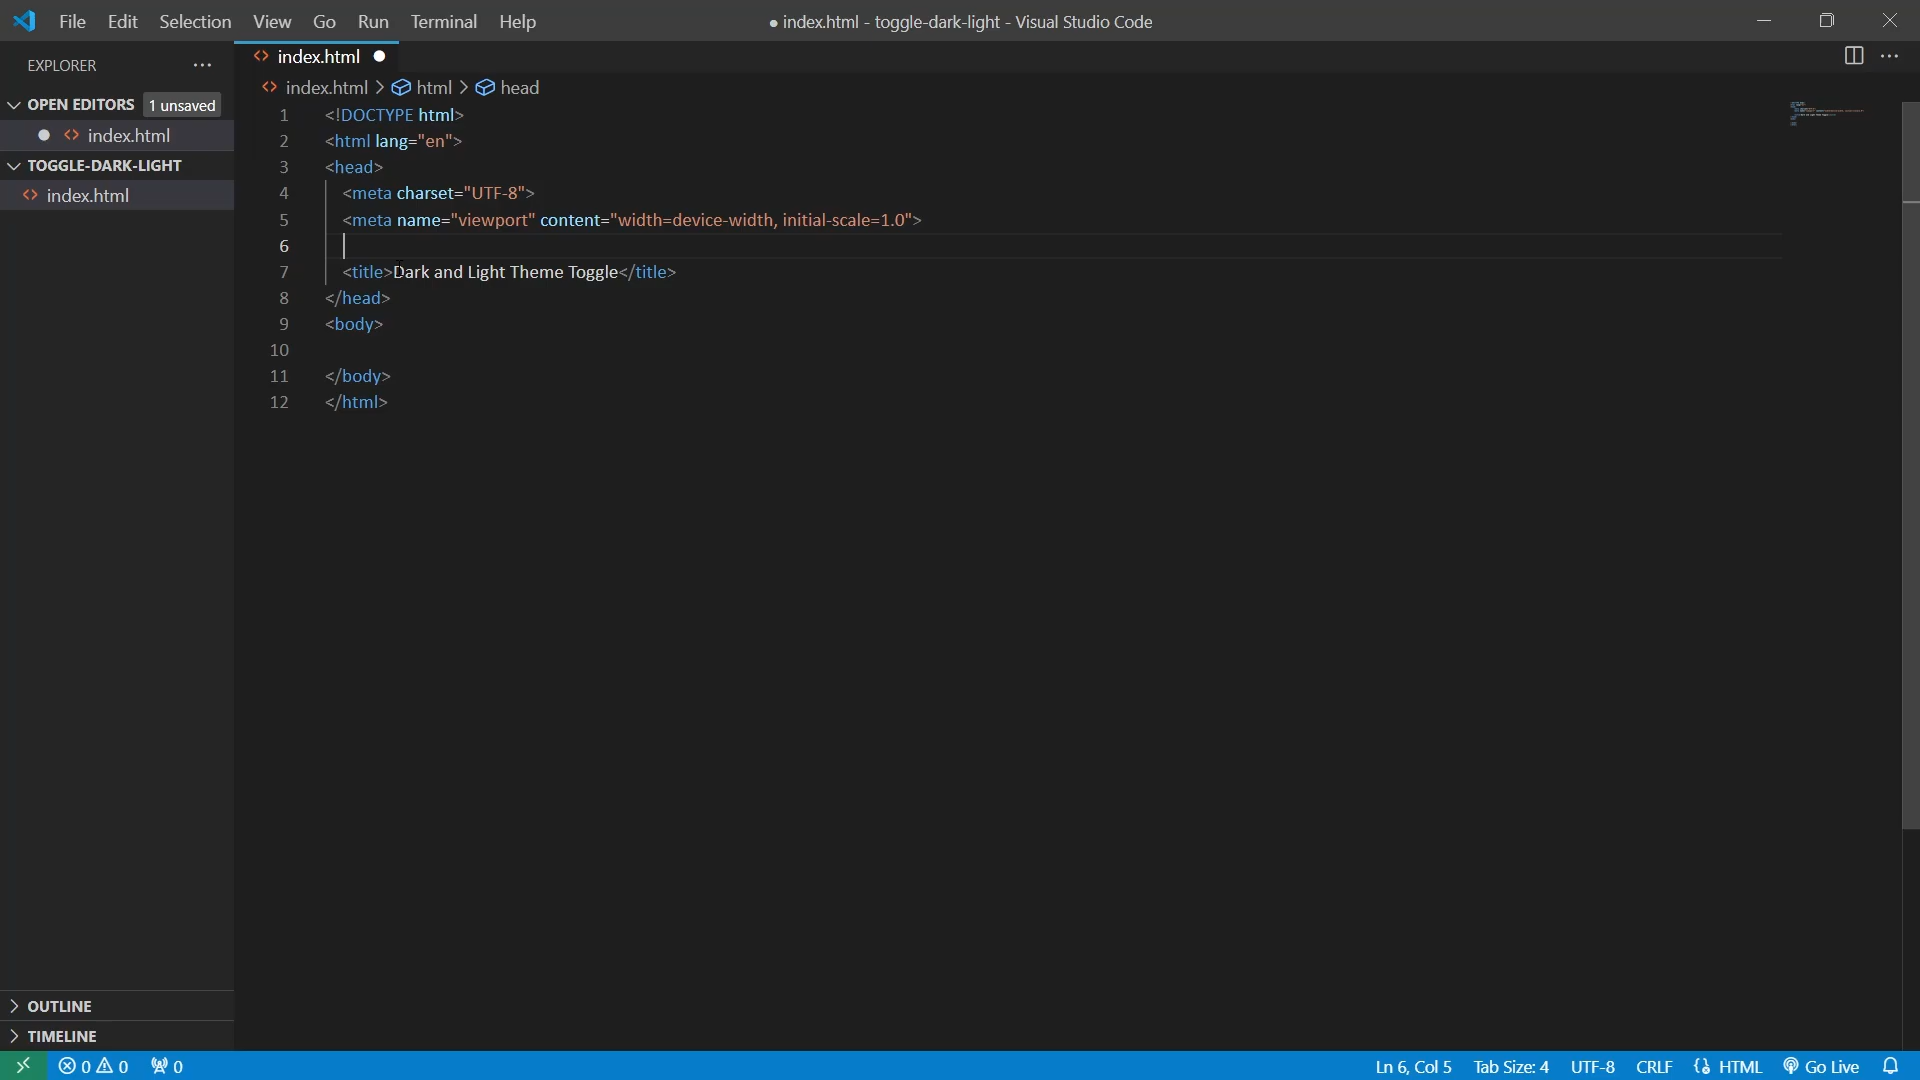 File Edit Selection View Go Run Terminal Help
● index.html - toggle-dark-light - Visual Studio Code
EXPLORER ···
OPEN EDITORS 1 unsaved
● <> index.html
TOGGLE-DARK-LIGHT
<> index.html
OUTLINE
TIMELINE
<> index.html ●
<> index.html > html > head
1 <!DOCTYPE html>
2 <html lang="en">
3 <head>
4 <meta charset="UTF-8">
5 <meta name="viewport" content="width=device-width, initial-scale=1.0">
6
7 <title>Dark and Light Theme Toggle</title>
8 </head>
9 <body>
10
11 </body>
12 </html>
0 0 0
Ln 6, Col 5 Tab Size: 4 UTF-8 CRLF HTML Go Live